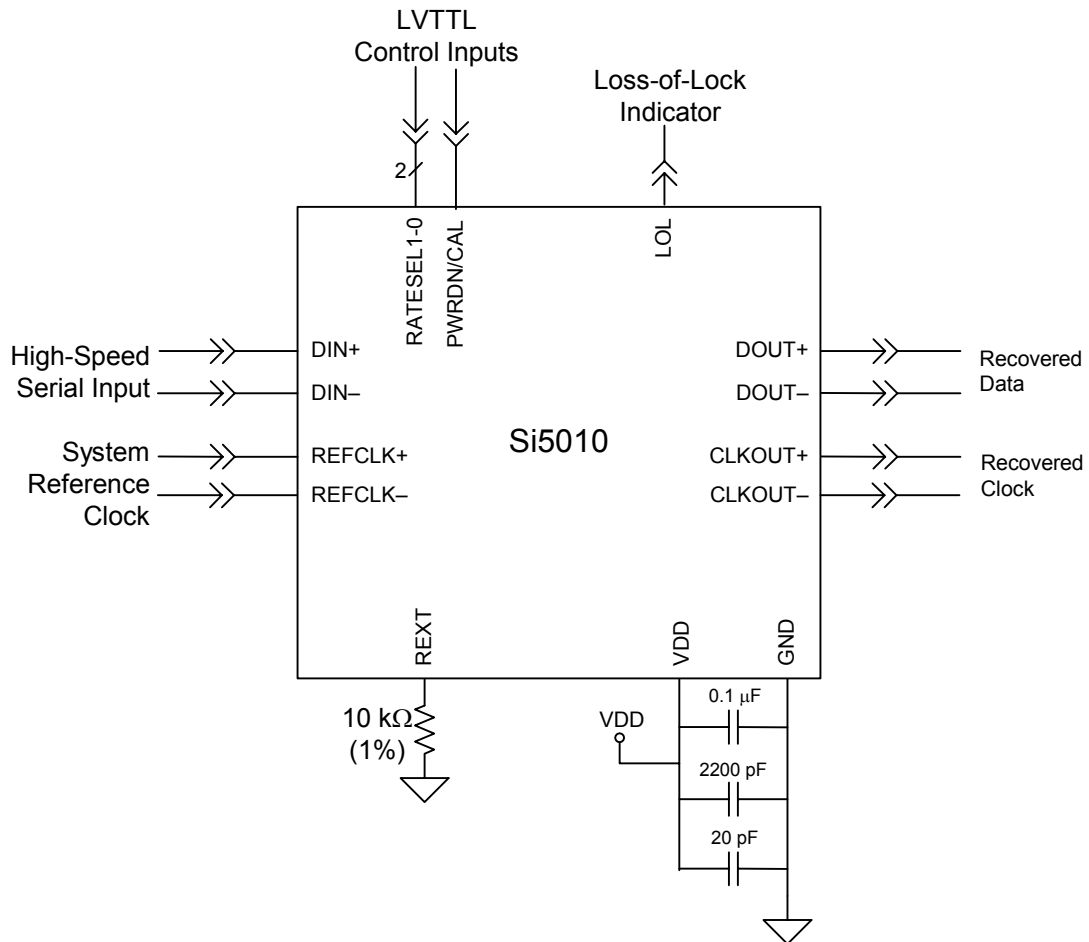 LVTTL
Control Inputs
Loss-of-Lock
Indicator
2
RATESEL1-0
PWRDN/CAL
LOL
High-Speed
Serial Input
DIN+
DIN–
System
Reference
Clock
REFCLK+
REFCLK–
Si5010
DOUT+
DOUT–
Recovered
Data
CLKOUT+
CLKOUT–
Recovered
Clock
REXT
VDD
GND
10 kΩ
(1%)
VDD
0.1 μF
2200 pF
20 pF